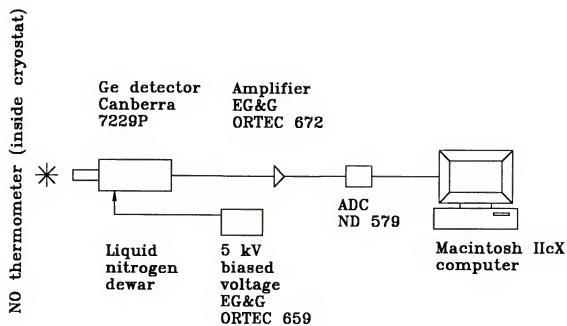 NO thermometer (inside cryostat)
Ge detector
Canberra
7229P
Amplifier
EG&G
ORTEC 672
ADC
ND 579
Macintosh IIcX
computer
Liquid
nitrogen
dewar
5 kV
biased
voltage
EG&G
ORTEC 659